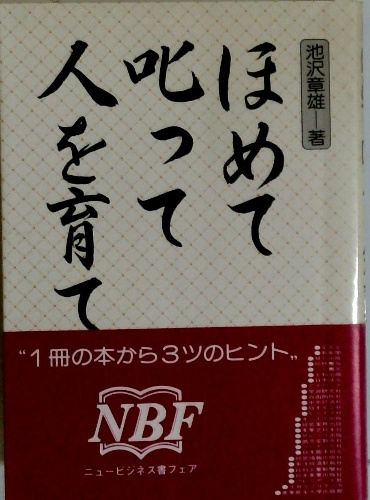 池沢章雄―著
ほめて
叱って
人を育て
“1冊の本から3ツのヒント„
NBF
ニュービジネス書フェア